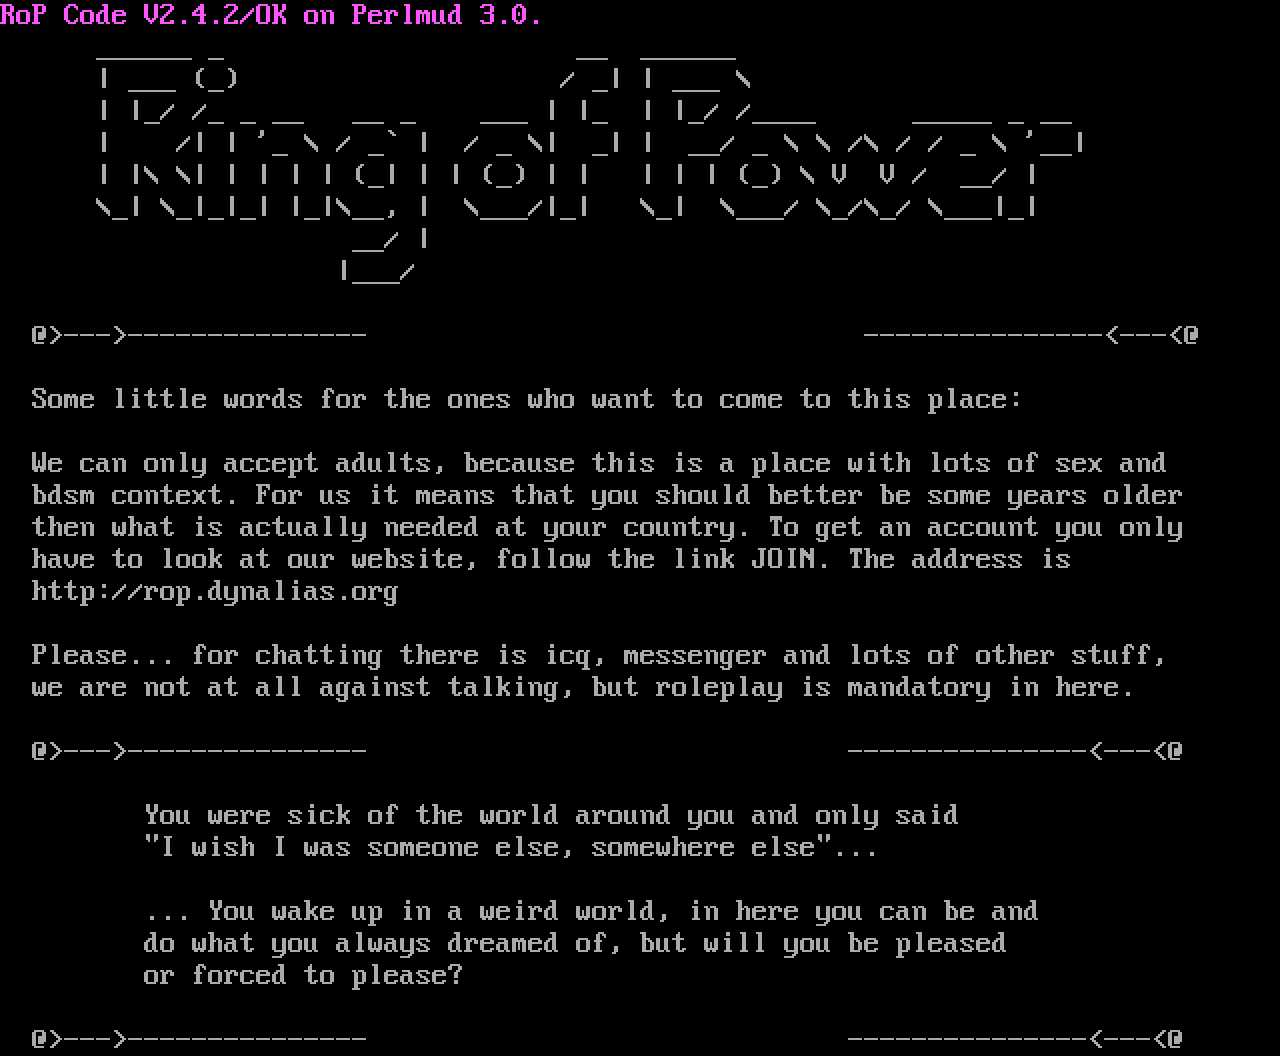 RoP Code V2.4.2/OK on Perlmud 3.0.
Ring of Power
@>--->---------------                               ---------------<---<@
Some little words for the ones who want to come to this place:
We can only accept adults, because this is a place with lots of sex and
bdsm context. For us it means that you should better be some years older
then what is actually needed at your country. To get an account you only
have to look at our website, follow the link JOIN. The address is
http://rop.dynalias.org
Please... for chatting there is icq, messenger and lots of other stuff,
we are not at all against talking, but roleplay is mandatory in here.
@>--->---------------                              ---------------<---<@
You were sick of the world around you and only said
"I wish I was someone else, somewhere else"...
... You wake up in a weird world, in here you can be and
do what you always dreamed of, but will you be pleased
or forced to please?
@>--->---------------                              ---------------<---<@